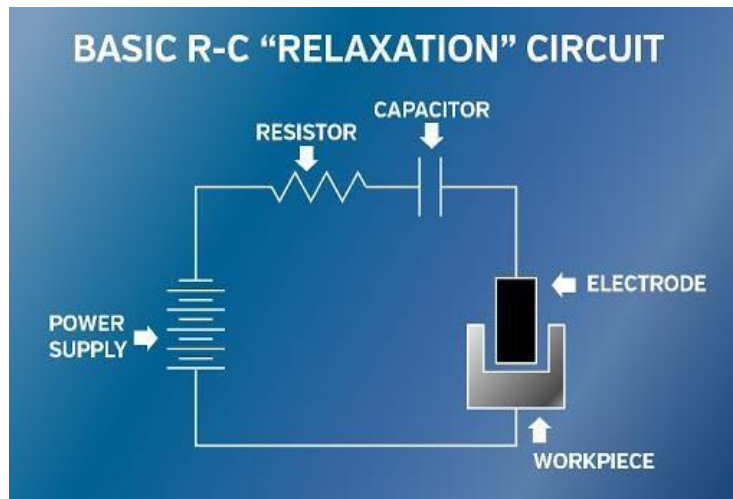 BASIC R-C “RELAXATION” CIRCUIT
CAPACITOR
RESISTOR
ELECTRODE
POWER
SUPPLY
WORKPIECE